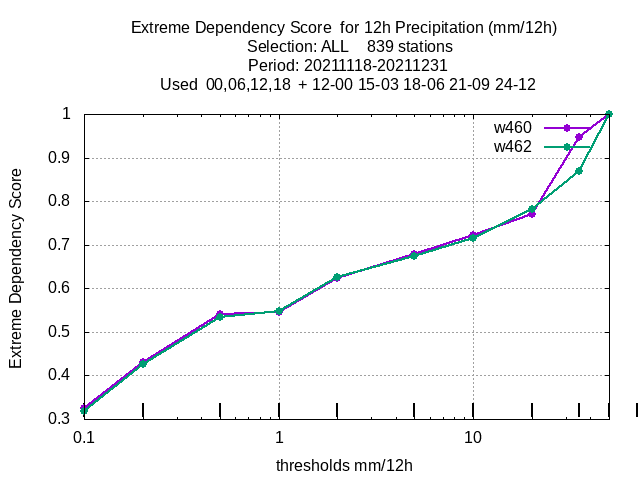 Extreme Dependency Score  for 12h Precipitation (mm/12h)
Selection: ALL    839 stations
Period: 20211118-20211231
Used  00,06,12,18  + 12-00 15-03 18-06 21-09 24-12
w460
w462
1
0.9
0.8
0.7
0.6
0.5
0.4
0.3
Extreme Dependency Score
0.1
1
10
thresholds mm/12h